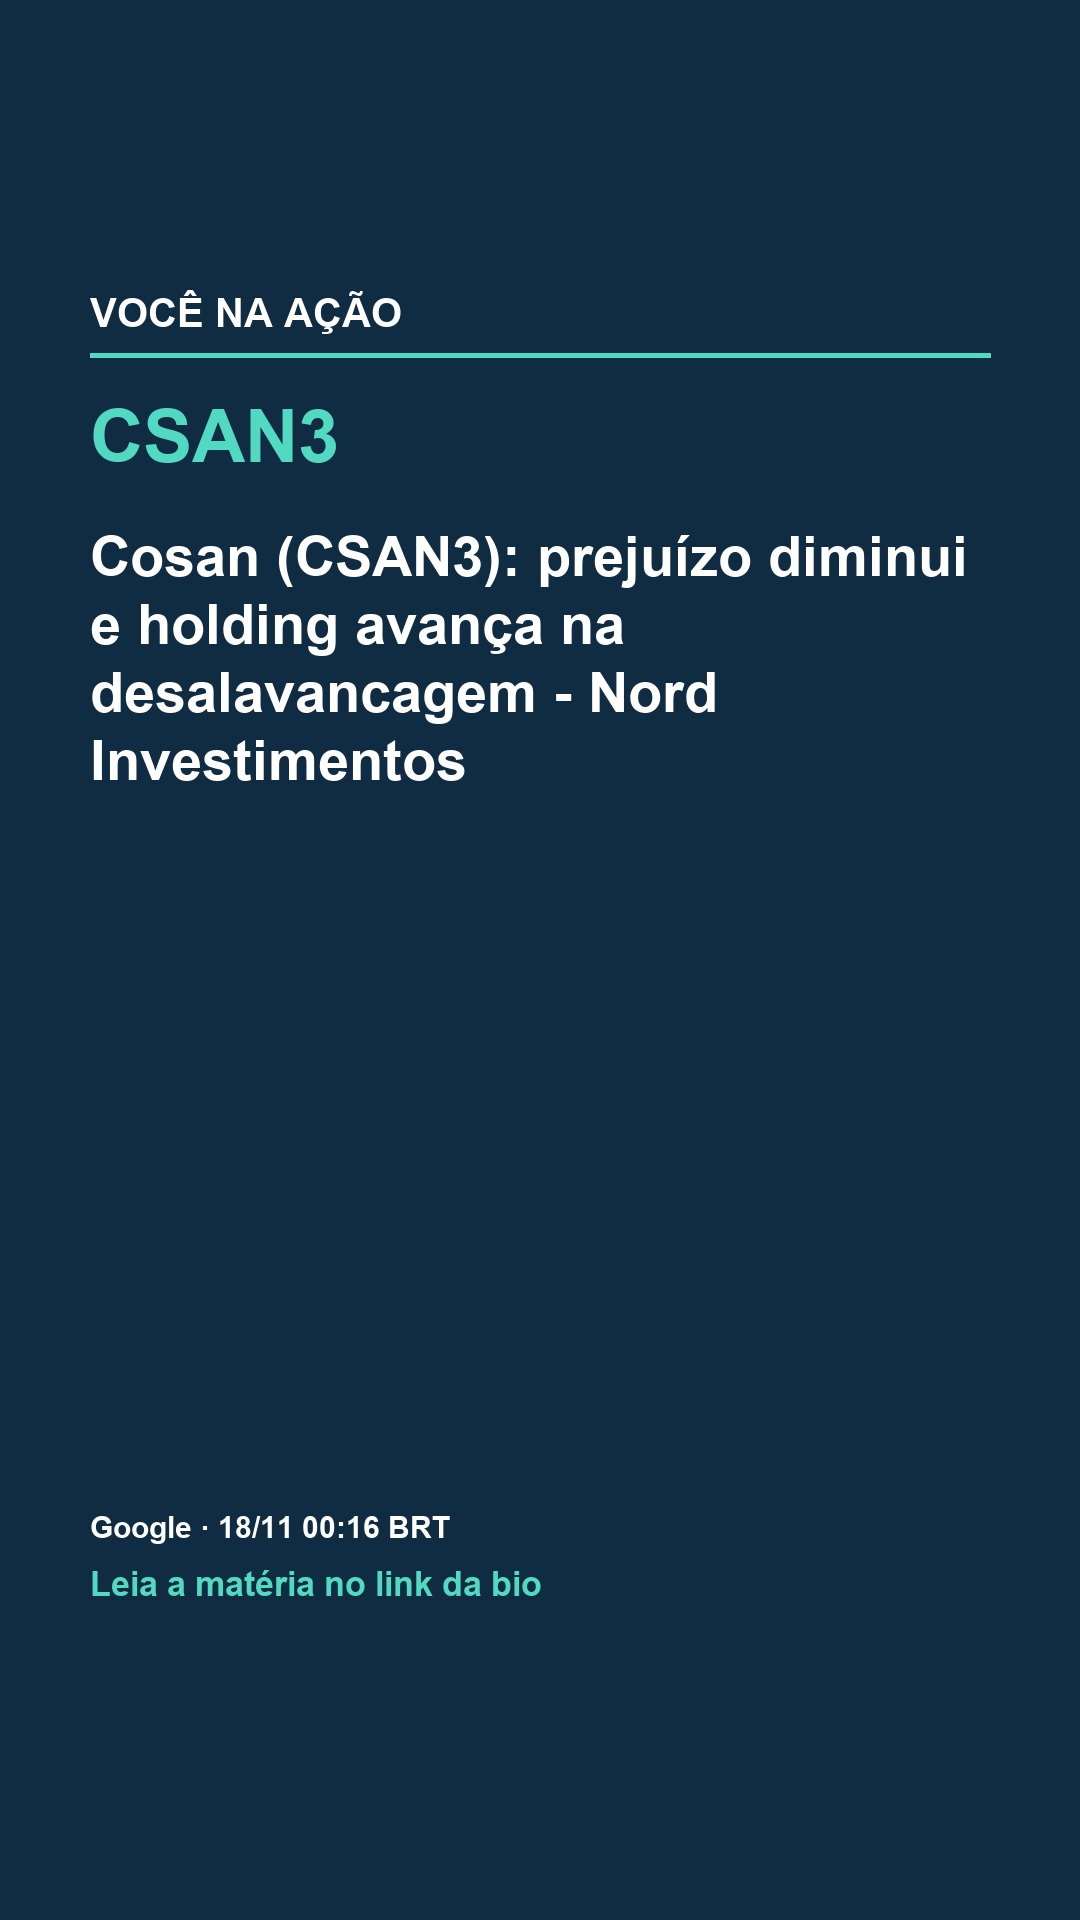 VOCÊ NA AÇÃO
CSAN3
Cosan (CSAN3): prejuízo diminui
e holding avança na
desalavancagem - Nord
Investimentos
Google · 18/11 00:16 BRT
Leia a matéria no link da bio